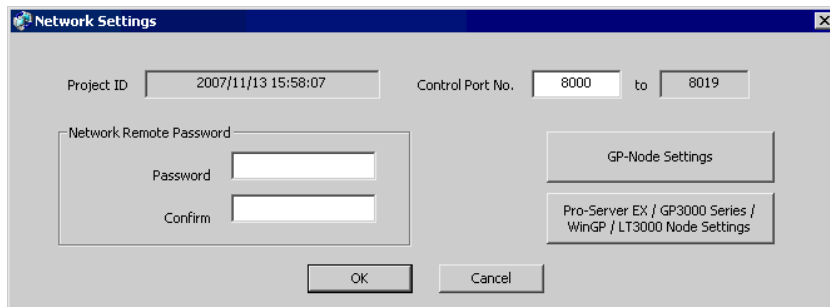 Network Settings
Project ID 2007/11/13 15:58:07 Control Port No. 8000 to 8019
Network Remote Password
Password
Confirm
GP-Node Settings
Pro-Server EX / GP3000 Series /
WinGP / LT3000 Node Settings
OK Cancel